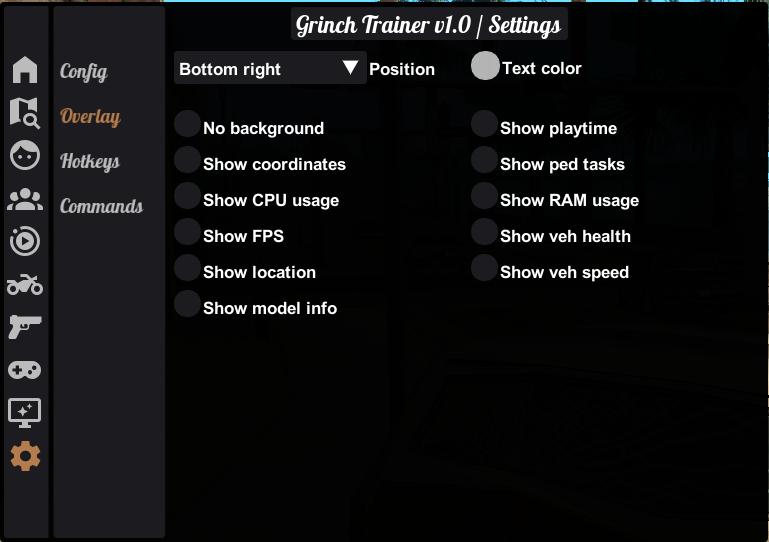 Grinch Trainer v1.0 / Settings
Config
Overlay
Hotkeys
Commands
Bottom right
Position
Text color
No background
Show playtime
Show coordinates
Show ped tasks
Show CPU usage
Show RAM usage
Show FPS
Show veh health
Show location
Show veh speed
Show model info